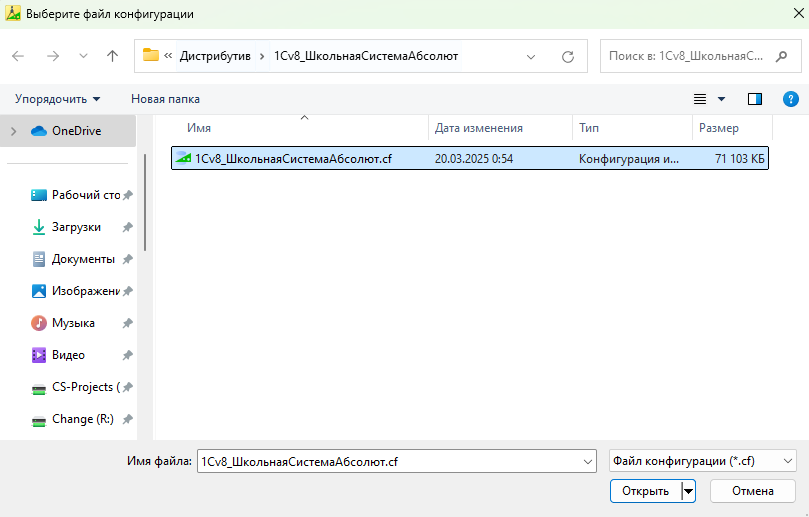 Выберите файл конфигурации
« Дистрибутив > 1Cv8_ШкольнаяСистемаАбсолют
Поиск в: 1Cv8_ШкольнаяС...
Упорядочить Новая папка
OneDrive
Рабочий сто
Загрузки
Документы
Изображени
Музыка
Видео
CS-Projects (
Change (R:)
Имя Дата изменения Тип Размер
1Cv8_ШкольнаяСистемаАбсолют.cf 20.03.2025 0:54 Конфигурация и... 71 103 КБ
Имя файла: 1Cv8_ШкольнаяСистемаАбсолют.cf Файл конфигурации (*.cf)
Открыть Отмена